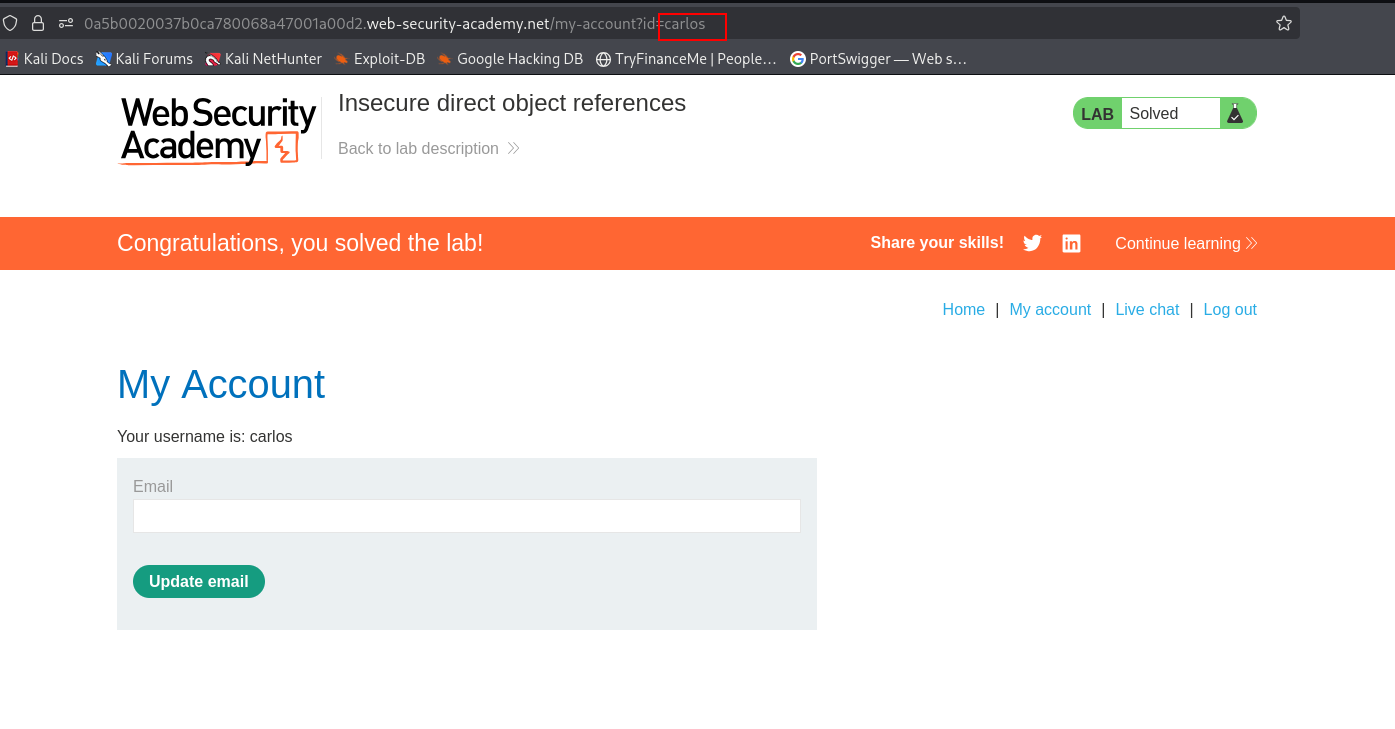 0a5b0020037b0ca780068a47001a00d2.web-security-academy.net/my-account?id=carlos
Kali Docs Kali Forums Kali NetHunter Exploit-DB Google Hacking DB TryFinanceMe | People... PortSwigger — Web s...
Web Security
Academy
Insecure direct object references
Back to lab description
LAB Solved
Congratulations, you solved the lab!
Share your skills!
Continue learning
Home | My account | Live chat | Log out
My Account
Your username is: carlos
Email
Update email